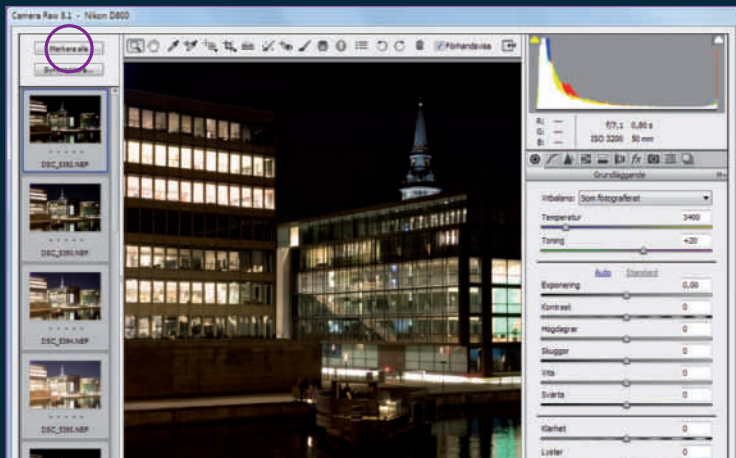 Camera Raw 8.1 - Nikon D800
Markera alla
Förhandsvisa
DSC_5392.NEF
DSC_5393.NEF
DSC_5394.NEF
DSC_5395.NEF
R: ---
G: ---
B: ---
f/7,1 0,80 s
ISO 3200 50 mm
Grundläggande
Vitbalans: Som fotograferat
Temperatur 3400
Toning +20
Auto Standard
Exponering 0,00
Kontrast 0
Högdagrar 0
Skuggor 0
Vita 0
Svärta 0
Klarhet 0
Lyster 0